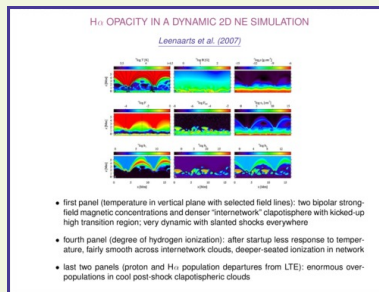 Hα OPACITY IN A DYNAMIC 2D NE SIMULATION
Leenaarts et al. (2007)
• first panel (temperature in vertical plane with selected field lines): two bipolar strong-
field magnetic concentrations and denser “internetwork” clapotisphere with kicked-up
high transition region; very dynamic with slanted shocks everywhere
• fourth panel (degree of hydrogen ionization): after startup less response to temper-
ature, fairly smooth across internetwork clouds, deeper-seated ionization in network
• last two panels (proton and Hα population departures from LTE): enormous over-
populations in cool post-shock clapotispheric clouds